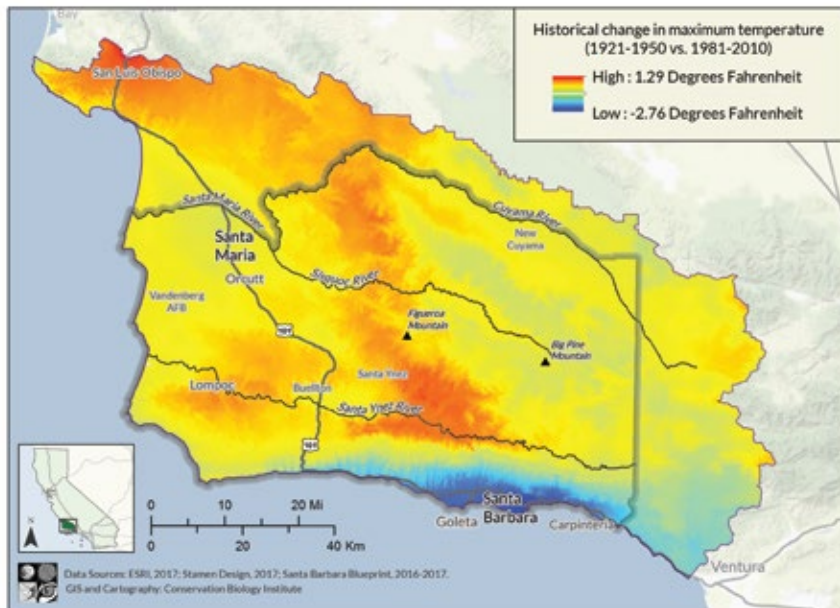 Bay
Historical change in maximum temperature
(1921-1950 vs. 1981-2010)
High : 1.29 Degrees Fahrenheit
Low : -2.76 Degrees Fahrenheit
San Luis Obispo
Santa Maria River
Cuyama River
New
Cuyama
Santa
Maria
Orcutt
Sisquoc River
Vandenberg
AFB
101
Figueroa
Mountain
Big Pine
Mountain
Lompoc
Buellton
Santa Ynez
Santa Ynez River
101
Santa
Barbara
Goleta
Carpinteria
Ventura
N
0 10 20 Mi
0 20 40 Km
Data Sources: ESRI, 2017; Stamen Design, 2017; Santa Barbara Blueprint, 2016-2017.
GIS and Cartography: Conservation Biology Institute